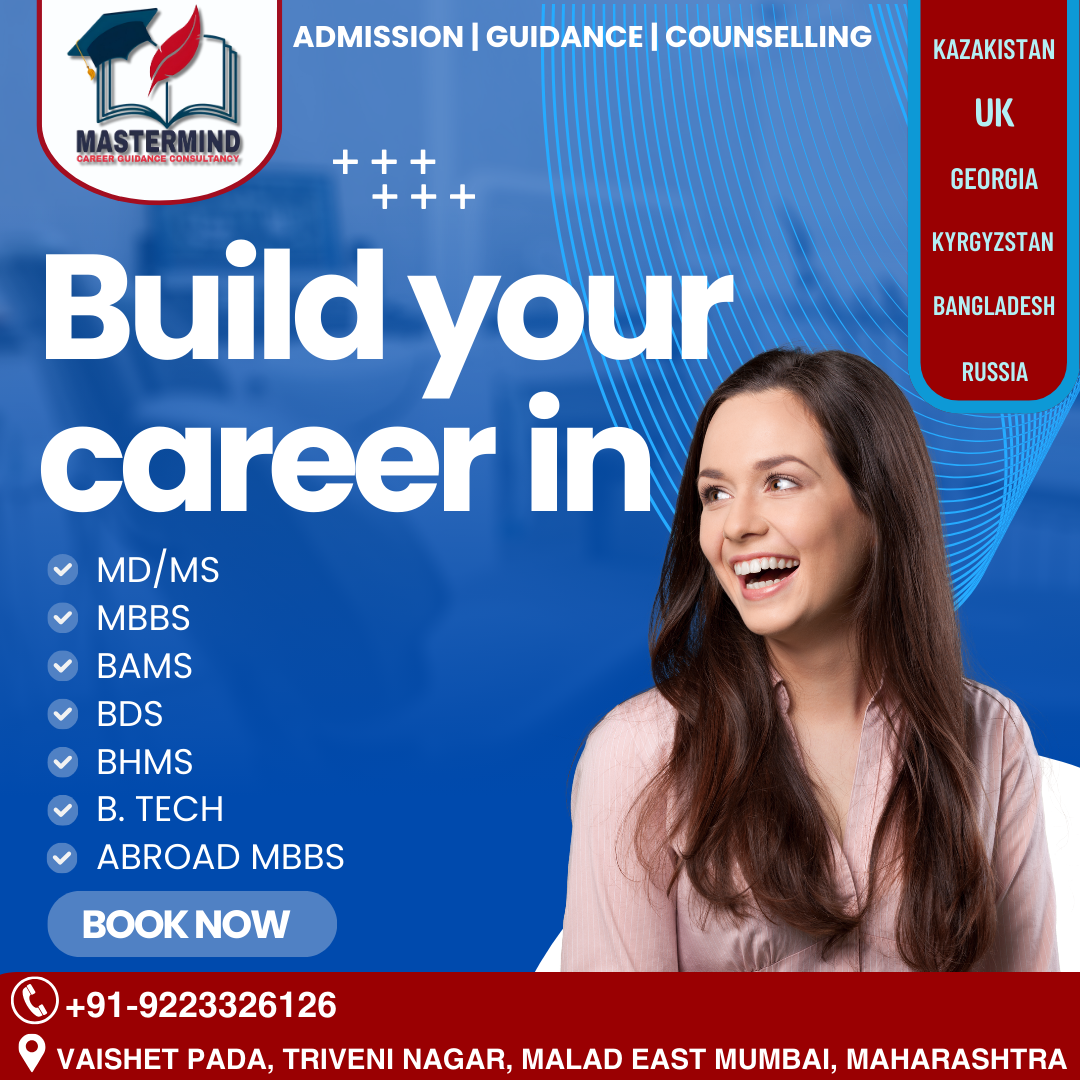 MASTERMIND
CAREER GUIDANCE CONSULTANCY
ADMISSION | GUIDANCE | COUNSELLING
KAZAKISTAN
UK
GEORGIA
KYRGYZSTAN
BANGLADESH
RUSSIA
Build your
career in
MD/MS
MBBS
BAMS
BDS
BHMS
B. TECH
ABROAD MBBS
BOOK NOW
+91-9223326126
VAISHET PADA, TRIVENI NAGAR, MALAD EAST MUMBAI, MAHARASHTRA